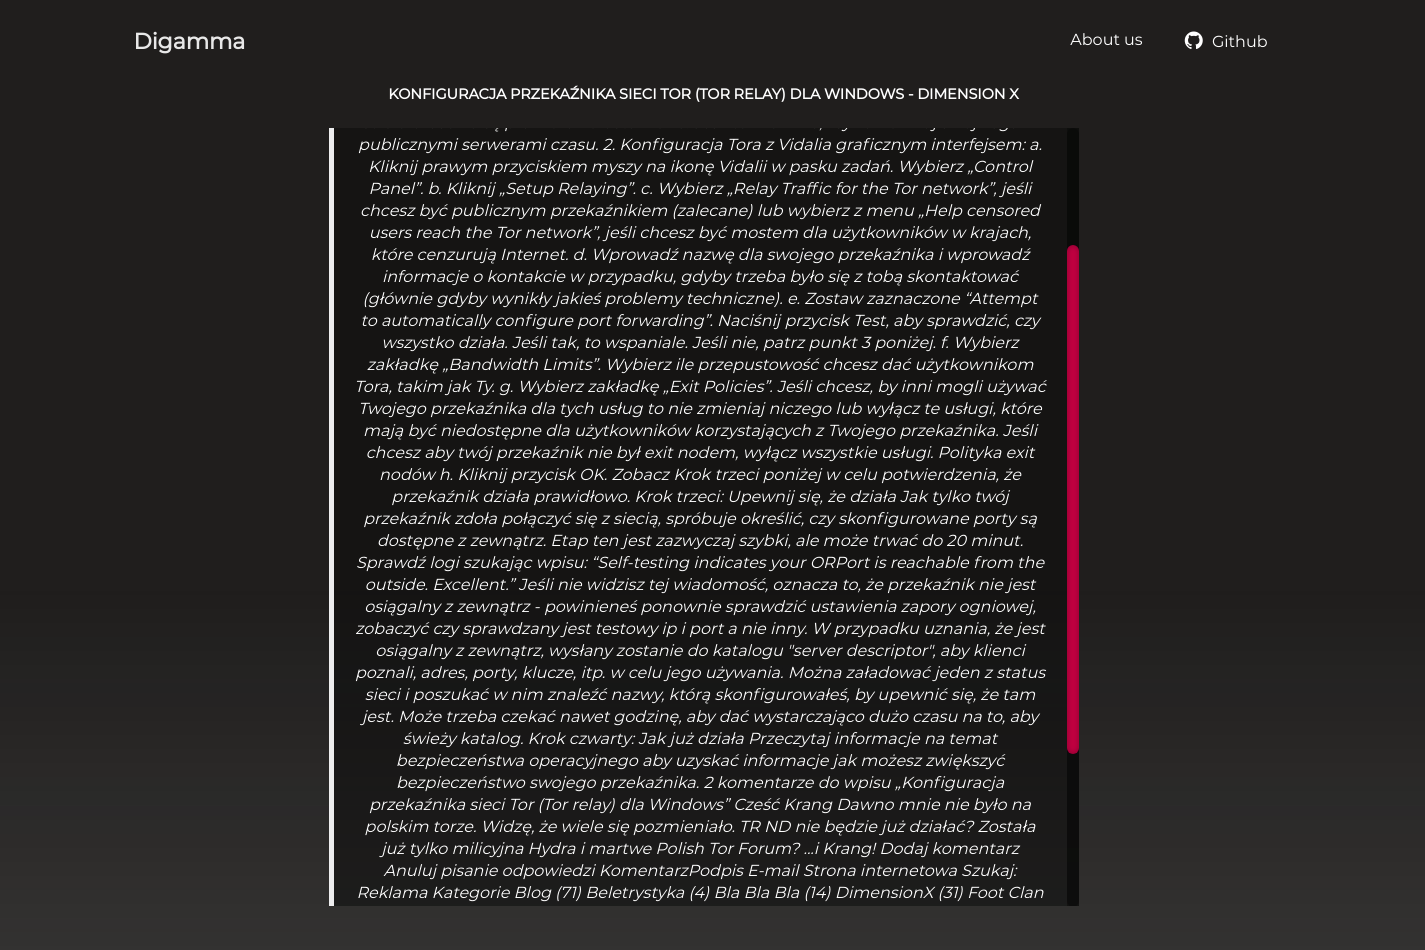 Digamma
About us
Github
KONFIGURACJA PRZEKAŹNIKA SIECI TOR (TOR RELAY) DLA WINDOWS - DIMENSION X
publicznymi serwerami czasu. 2. Konfiguracja Tora z Vidalia graficznym interfejsem: a.
Kliknij prawym przyciskiem myszy na ikonę Vidalii w pasku zadań. Wybierz „Control
Panel”. b. Kliknij „Setup Relaying”. c. Wybierz „Relay Traffic for the Tor network”, jeśli
chcesz być publicznym przekaźnikiem (zalecane) lub wybierz z menu „Help censored
users reach the Tor network”, jeśli chcesz być mostem dla użytkowników w krajach,
które cenzurują Internet. d. Wprowadź nazwę dla swojego przekaźnika i wprowadź
informacje o kontakcie w przypadku, gdyby trzeba było się z tobą skontaktować
(głównie gdyby wynikły jakieś problemy techniczne). e. Zostaw zaznaczone “Attempt
to automatically configure port forwarding”. Naciśnij przycisk Test, aby sprawdzić, czy
wszystko działa. Jeśli tak, to wspaniale. Jeśli nie, patrz punkt 3 poniżej. f. Wybierz
zakładkę „Bandwidth Limits”. Wybierz ile przepustowość chcesz dać użytkownikom
Tora, takim jak Ty. g. Wybierz zakładkę „Exit Policies”. Jeśli chcesz, by inni mogli używać
Twojego przekaźnika dla tych usług to nie zmieniaj niczego lub wyłącz te usługi, które
mają być niedostępne dla użytkowników korzystających z Twojego przekaźnika. Jeśli
chcesz aby twój przekaźnik nie był exit nodem, wyłącz wszystkie usługi. Polityka exit
nodów h. Kliknij przycisk OK. Zobacz Krok trzeci poniżej w celu potwierdzenia, że
przekaźnik działa prawidłowo. Krok trzeci: Upewnij się, że działa Jak tylko twój
przekaźnik zdoła połączyć się z siecią, spróbuje określić, czy skonfigurowane porty są
dostępne z zewnątrz. Etap ten jest zazwyczaj szybki, ale może trwać do 20 minut.
Sprawdź logi szukając wpisu: “Self-testing indicates your ORPort is reachable from the
outside. Excellent.” Jeśli nie widzisz tej wiadomość, oznacza to, że przekaźnik nie jest
osiągalny z zewnątrz - powinieneś ponownie sprawdzić ustawienia zapory ogniowej,
zobaczyć czy sprawdzany jest testowy ip i port a nie inny. W przypadku uznania, że jest
osiągalny z zewnątrz, wysłany zostanie do katalogu "server descriptor", aby klienci
poznali, adres, porty, klucze, itp. w celu jego używania. Można załadować jeden z status
sieci i poszukać w nim znaleźć nazwy, którą skonfigurowałeś, by upewnić się, że tam
jest. Może trzeba czekać nawet godzinę, aby dać wystarczająco dużo czasu na to, aby
świeży katalog. Krok czwarty: Jak już działa Przeczytaj informacje na temat
bezpieczeństwa operacyjnego aby uzyskać informacje jak możesz zwiększyć
bezpieczeństwo swojego przekaźnika. 2 komentarze do wpisu „Konfiguracja
przekaźnika sieci Tor (Tor relay) dla Windows” Cześć Krang Dawno mnie nie było na
polskim torze. Widzę, że wiele się pozmieniało. TR ND nie będzie już działać? Została
już tylko milicyjna Hydra i martwe Polish Tor Forum? …i Krang! Dodaj komentarz
Anuluj pisanie odpowiedzi KomentarzPodpis E-mail Strona internetowa Szukaj:
Reklama Kategorie Blog (71) Beletrystyka (4) Bla Bla Bla (14) DimensionX (31) Foot Clan